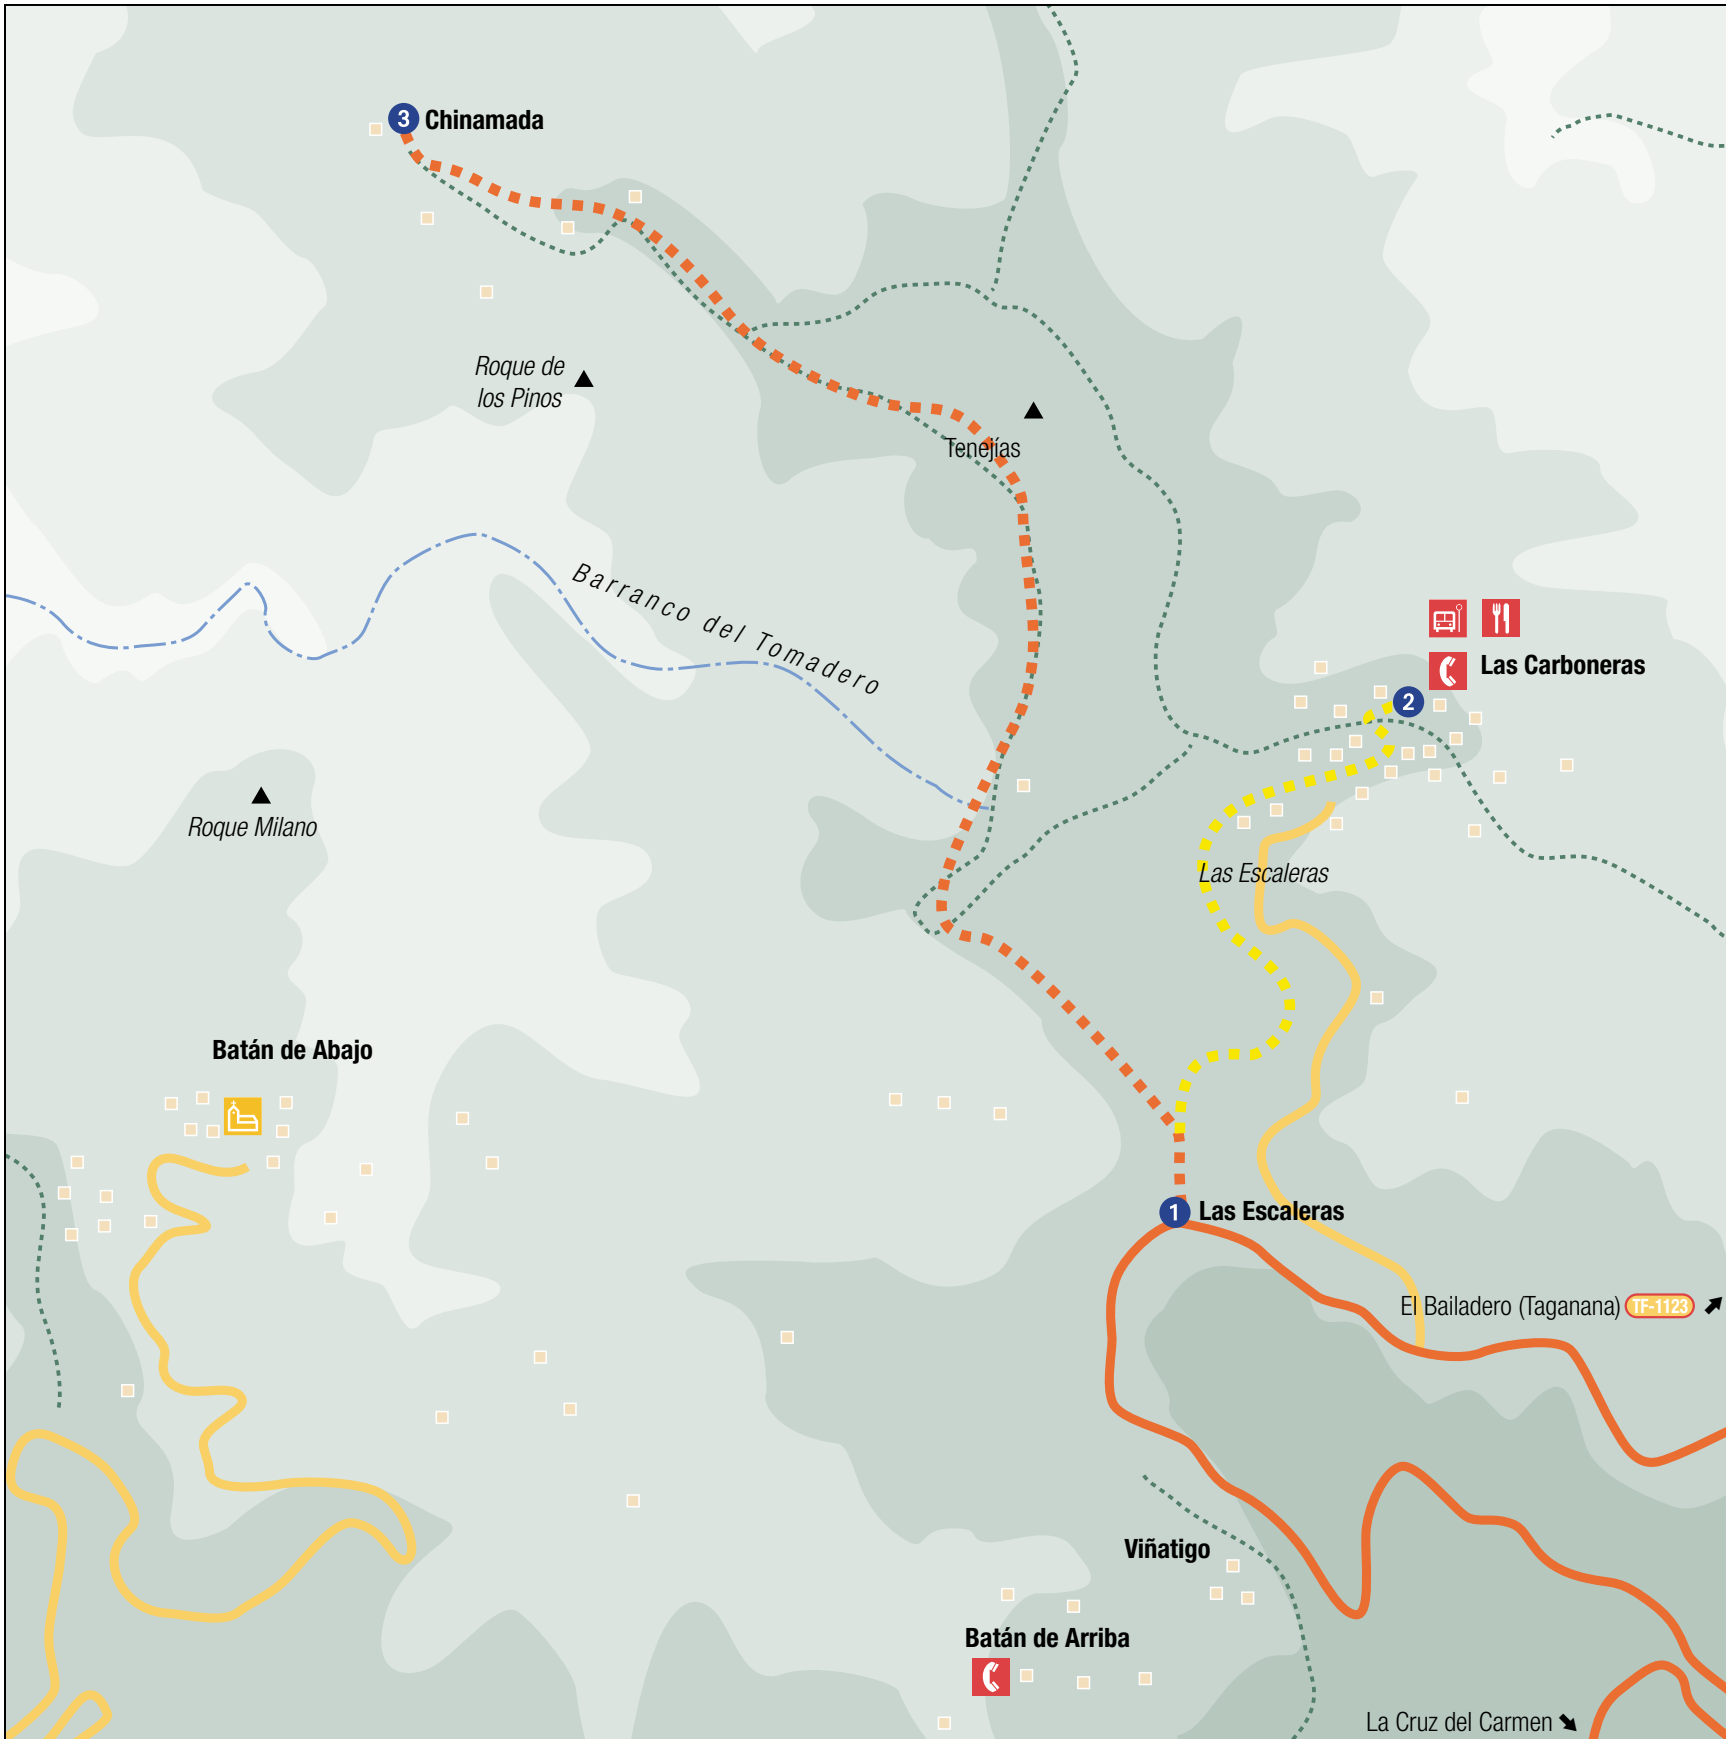 3 Chinamada
Roque de
los Pinos
Tenejías
Barranco del Tomadero
Las Carboneras
2
Roque Milano
Las Escaleras
Batán de Abajo
1 Las Escaleras
El Bailadero (Taganana) TF-1123
Viñatigo
Batán de Arriba
La Cruz del Carmen